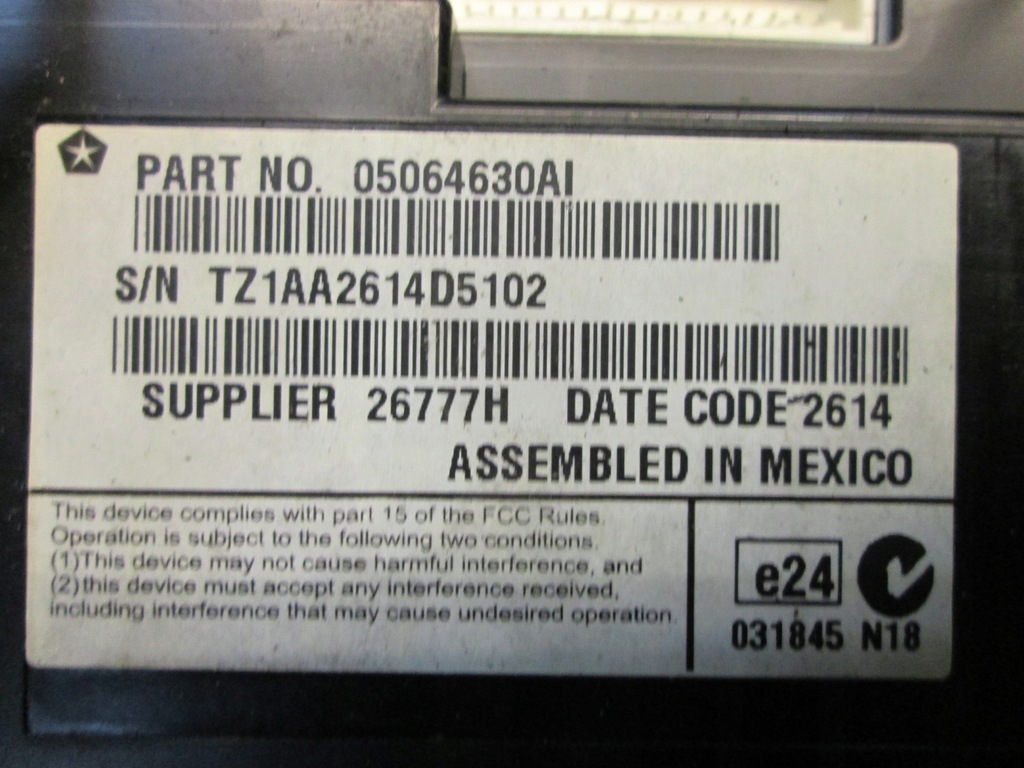 PART NO. 05064630AI
S/N TZ1AA2614D5102
SUPPLIER 26777H DATE CODE 2614
ASSEMBLED IN MEXICO
This device complies with part 15 of the FCC Rules.
Operation is subject to the following two conditions.
(1)This device may not cause harmful interference, and
(2)this device must accept any interference received,
including interference that may cause undesired operation.
e24
031845 N18